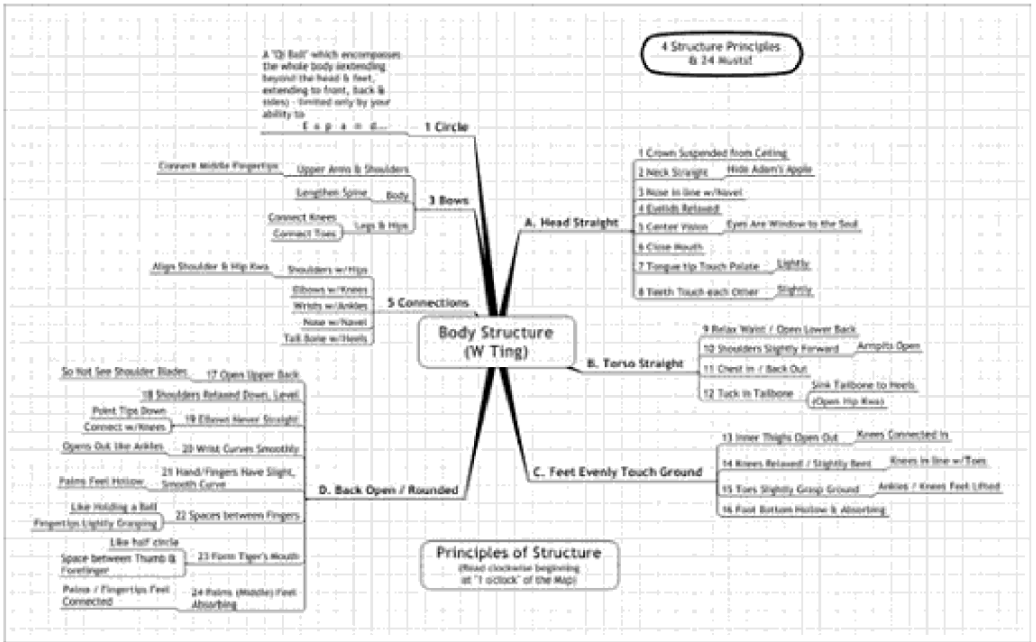 4 Structure Principles
& 24 Musts!
A "Qi Ball" which encompasses
the whole body (extending
beyond the head & feet,
extending to front, back &
sides) - limited only by your
ability to
E x p a n d...
1 Circle
Connect Middle Fingertips
Upper Arms & Shoulders
Lengthen Spine
Body
3 Bows
Connect Knees
Connect Toes
Legs & Hips
Align Shoulder & Hip Kwa
Shoulders w/Hips
Elbows w/Knees
Wrists w/Ankles
Nose w/Navel
Tail Bone w/Heels
5 Connections
Body Structure
(W Ting)
A. Head Straight
1 Crown Suspended from Ceiling
2 Neck Straight
Hide Adam's Apple
3 Nose in line w/Navel
4 Eyelids Relaxed
5 Center Vision
Eyes Are Window to the Soul
6 Close Mouth
7 Tongue tip Touch Palate
Lightly
8 Teeth Touch each Other
Slightly
B. Torso Straight
9 Relax Waist / Open Lower Back
10 Shoulders Slightly Forward
Armpits Open
11 Chest in / Back Out
12 Tuck in Tailbone
Sink Tailbone to Heels
(Open Hip Kwa)
C. Feet Evenly Touch Ground
13 Inner Thighs Open Out
Knees Connected In
14 Knees Relaxed / Slightly Bent
Knees in line w/Toes
15 Toes Slightly Grasp Ground
Ankles / Knees Feel Lifted
16 Foot Bottom Hollow & Absorbing
D. Back Open / Rounded
So Not See Shoulder Blades
17 Open Upper Back
18 Shoulders Relaxed Down, Level
Point Tips Down
Connect w/Knees
19 Elbows Never Straight
Opens Out like Ankles
20 Wrist Curves Smoothly
Palms Feel Hollow
21 Hand/Fingers Have Slight,
Smooth Curve
Like Holding a Ball
Fingertips Lightly Grasping
22 Spaces between Fingers
Like half circle
Space between Thumb &
Forefinger
23 Form Tiger's Mouth
Palms / Fingertips Feel
Connected
24 Palms (Middle) Feel
Absorbing
Principles of Structure
(Read clockwise beginning
at "1 o'clock" of the Map)